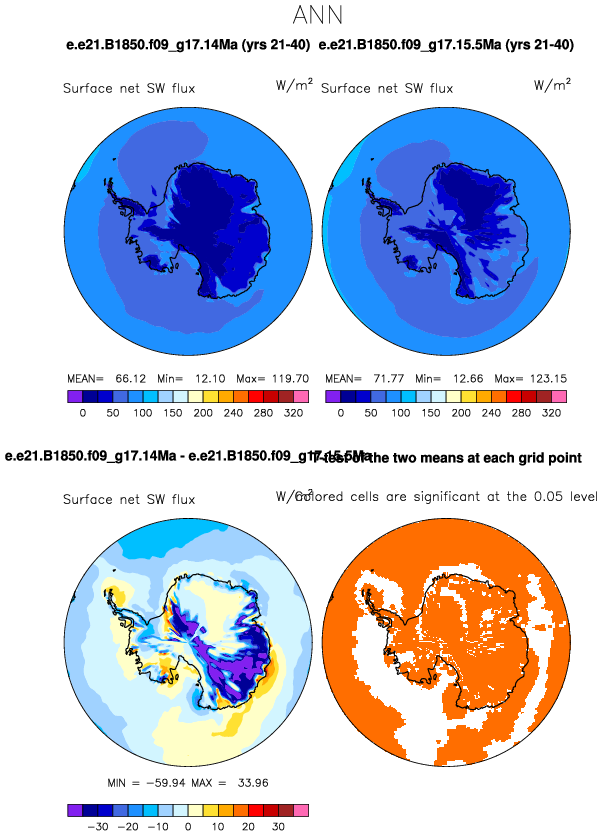 ANN
e.e21.B1850.f09_g17.14Ma (yrs 21-40) e.e21.B1850.f09_g17.15.5Ma (yrs 21-40)
Surface net SW flux W/m² Surface net SW flux W/m²
MEAN= 66.12 Min= 12.10 Max= 119.70 MEAN= 71.77 Min= 12.66 Max= 123.15
0 50 100 150 200 240 280 320 0 50 100 150 200 240 280 320
e.e21.B1850.f09_g17.14Ma - e.e21.B1850.f09_g17.15.5Ma T-test of the two means at each grid point
Surface net SW flux W/m² Colored cells are significant at the 0.05 level
MIN = -59.94 MAX = 33.96
-30 -20 -10 0 10 20 30